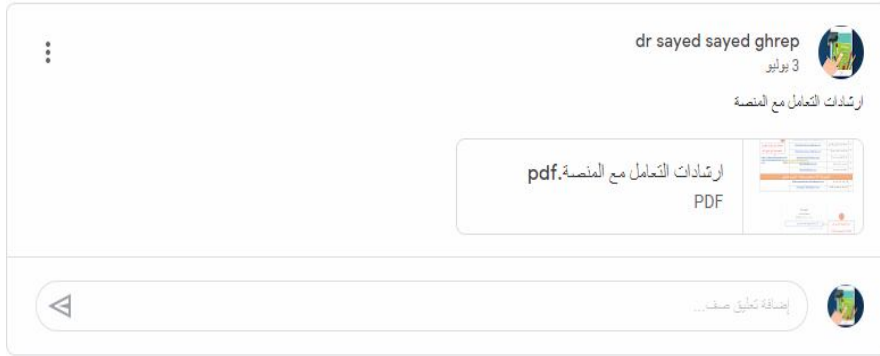 dr sayed sayed ghrep
3 يوليو
ارشادات التعامل مع المنصة
ارشادات التعامل مع المنصة.pdf
PDF
إضافة تعليق صف...